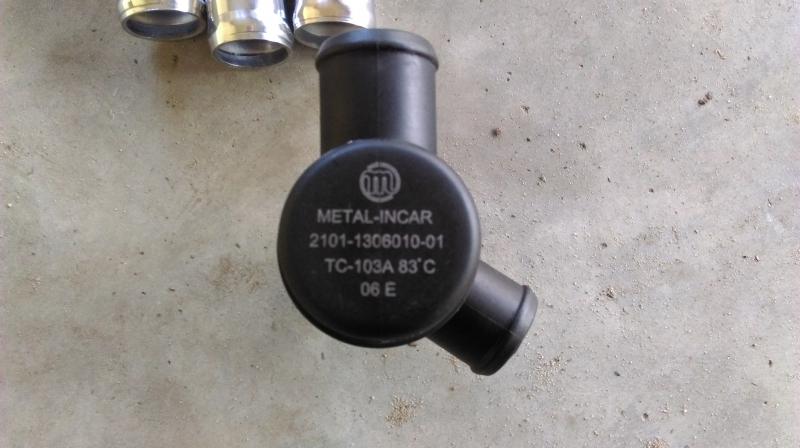 m
METAL-INCAR
2101-1306010-01
TC-103A 83°C
06 E